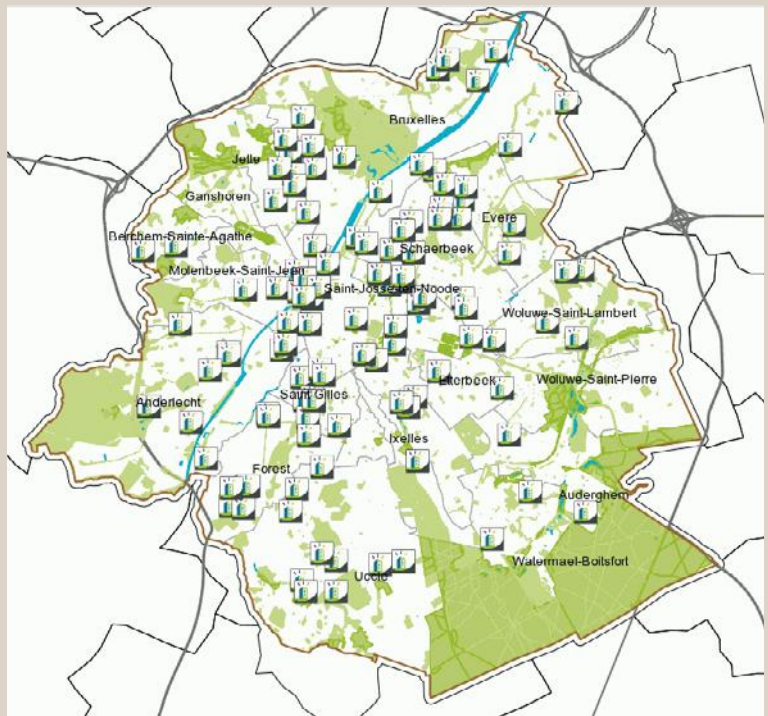 Bruxelles
Jette
Ganshoren
Evere
Berchem-Sainte-Agathe
Schaerbeek
Molenbeek-Saint-Jean
Saint-Josse-ten-Noode
Woluwe-Saint-Lambert
Etterbeek
Woluwe-Saint-Pierre
Anderlecht
Saint-Gilles
Ixelles
Forest
Auderghem
Watermael-Boitsfort
Uccle